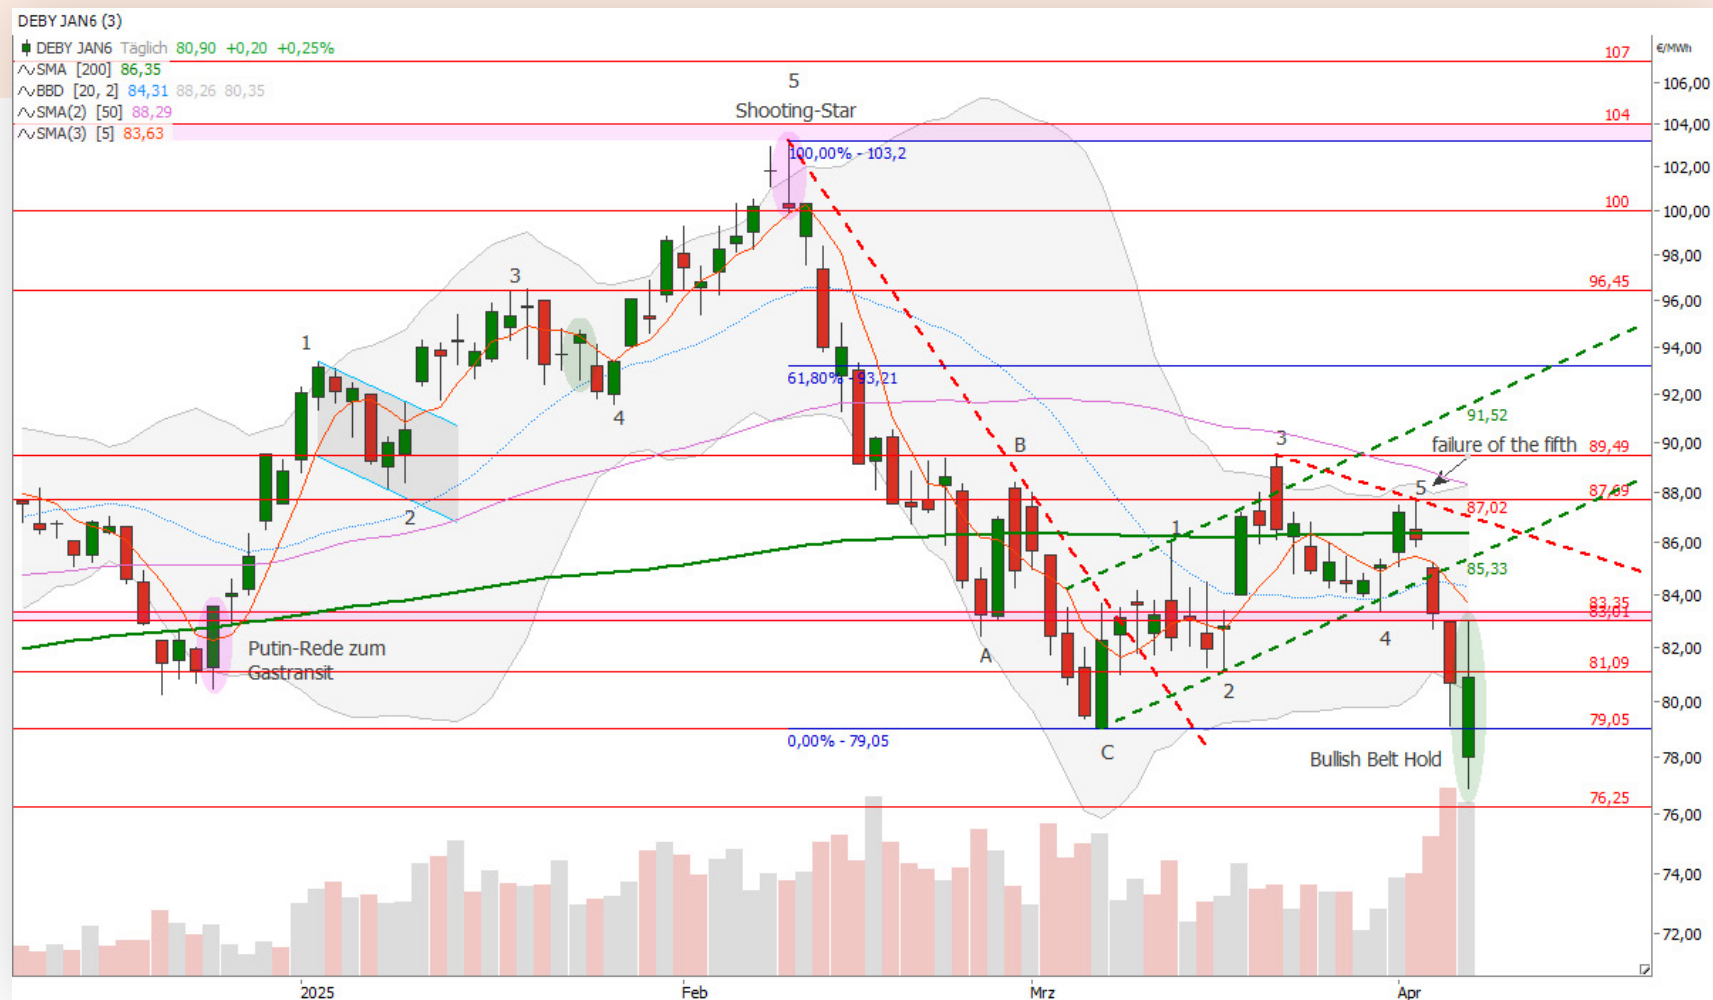 DEBY JAN6 (3)
DEBY JAN6 Täglich 80,90 +0,20 +0,25%
SMA [200] 86,35
BBD [20, 2] 84,31 88,26 80,35
SMA(2) [50] 88,29
SMA(3) [5] 83,63
€/MWh
107
106,00
5
Shooting-Star
104
104,00
100,00% - 103,2
102,00
100
100,00
98,00
3
96,45
96,00
94,00
1
61,80% - 93,21
92,00
4
91,52
B
3
failure of the fifth
89,49
90,00
5
88,00
87,02
2
1
86,00
85,33
83,35
84,00
83,01
4
A
Putin-Rede zum
Gastransit
82,00
81,09
2
80,00
79,05
0,00% - 79,05
C
Bullish Belt Hold
78,00
76,25
76,00
74,00
72,00
2025
Feb
Mrz
Apr